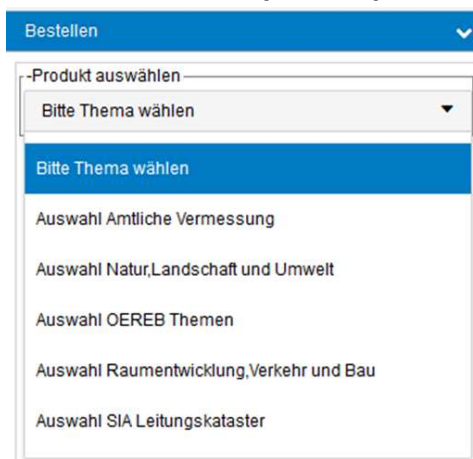 Bestellen
-Produkt auswählen
Bitte Thema wählen
Bitte Thema wählen
Auswahl Amtliche Vermessung
Auswahl Natur,Landschaft und Umwelt
Auswahl OEREB Themen
Auswahl Raumentwicklung,Verkehr und Bau
Auswahl SIA Leitungskataster